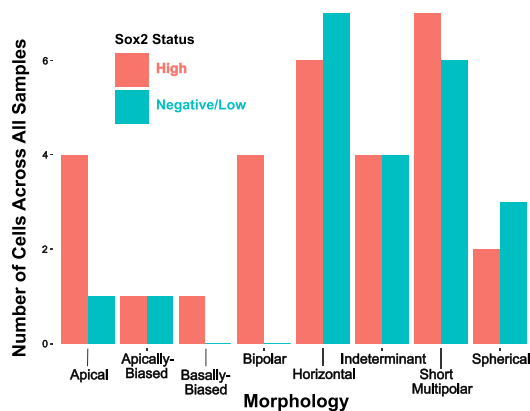 Sox2 Status
High
Negative/Low
Number of Cells Across All Samples
6
4
2
0
Apical
Apically-
Biased
Basally-
Biased
Bipolar
Horizontal
Indeterminant
Short
Multipolar
Spherical
Morphology